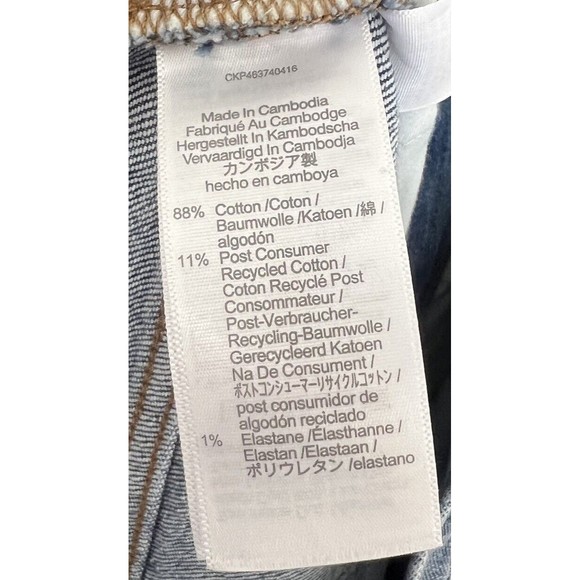 CKP463740416
Made In Cambodia
Fabriqué Au Cambodge
Hergestellt In Kambodscha
Vervaardigd In Cambodja
カンボジア製
hecho en camboya
88% Cotton /Coton /
Baumwolle /Katoen /綿 /
algodón
11% Post Consumer
Recycled Cotton /
Coton Recyclé Post
Consommateur /
Post-Verbraucher-
Recycling-Baumwolle /
Gerecycleerd Katoen
Na De Consument /
ポストコンシューマーリサイクルコットン /
post consumidor de
algodón reciclado
1% Elastane /Élasthanne /
Elastan /Elastaan /
ポリウレタン /elastano